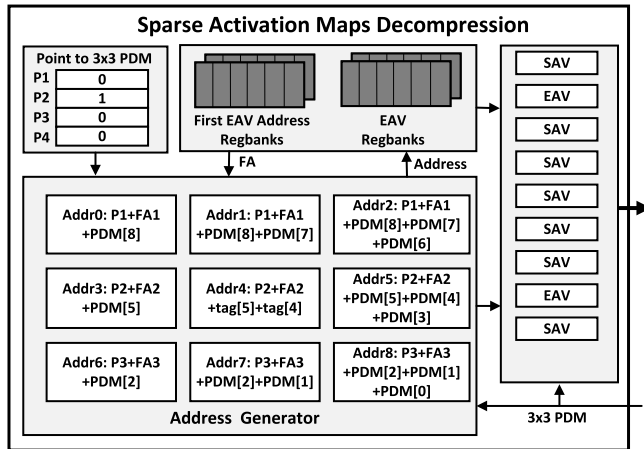 Sparse Activation Maps Decompression
Point to 3x3 PDM
P1 0
P2 1
P3 0
P4 0
First EAV Address
Regbanks
EAV
Regbanks
FA
Address
Addr0: P1+FA1
+PDM[8]
Addr1: P1+FA1
+PDM[8]+PDM[7]
Addr2: P1+FA1
+PDM[8]+PDM[7]
+PDM[6]
Addr3: P2+FA2
+PDM[5]
Addr4: P2+FA2
+tag[5]+tag[4]
Addr5: P2+FA2
+PDM[5]+PDM[4]
+PDM[3]
Addr6: P3+FA3
+PDM[2]
Addr7: P3+FA3
+PDM[2]+PDM[1]
Addr8: P3+FA3
+PDM[2]+PDM[1]
+PDM[0]
Address Generator
SAV
EAV
SAV
SAV
SAV
SAV
SAV
EAV
SAV
3x3 PDM